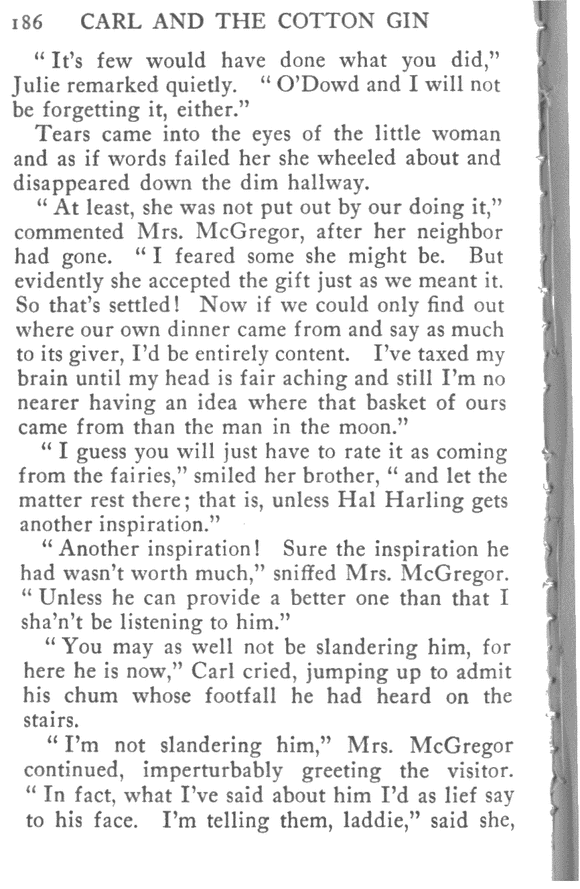 186 CARL AND THE COTTON GIN
“ It’s few would have done what you did,”
Julie remarked quietly. “ O’Dowd and I will not
be forgetting it, either.”
Tears came into the eyes of the little woman
and as if words failed her she wheeled about and
disappeared down the dim hallway.
“ At least, she was not put out by our doing it,”
commented Mrs. McGregor, after her neighbor
had gone. “ I feared some she might be. But
evidently she accepted the gift just as we meant it.
So that’s settled! Now if we could only find out
where our own dinner came from and say as much
to its giver, I’d be entirely content. I’ve taxed my
brain until my head is fair aching and still I’m no
nearer having an idea where that basket of ours
came from than the man in the moon.”
“ I guess you will just have to rate it as coming
from the fairies,” smiled her brother, “ and let the
matter rest there; that is, unless Hal Harling gets
another inspiration.”
“ Another inspiration! Sure the inspiration he
had wasn’t worth much,” sniffed Mrs. McGregor.
“ Unless he can provide a better one than that I
sha’n’t be listening to him.”
“ You may as well not be slandering him, for
here he is now,” Carl cried, jumping up to admit
his chum whose footfall he had heard on the
stairs.
“ I’m not slandering him,” Mrs. McGregor
continued, imperturbably greeting the visitor.
“ In fact, what I’ve said about him I’d as lief say
to his face. I’m telling them, laddie,” said she,